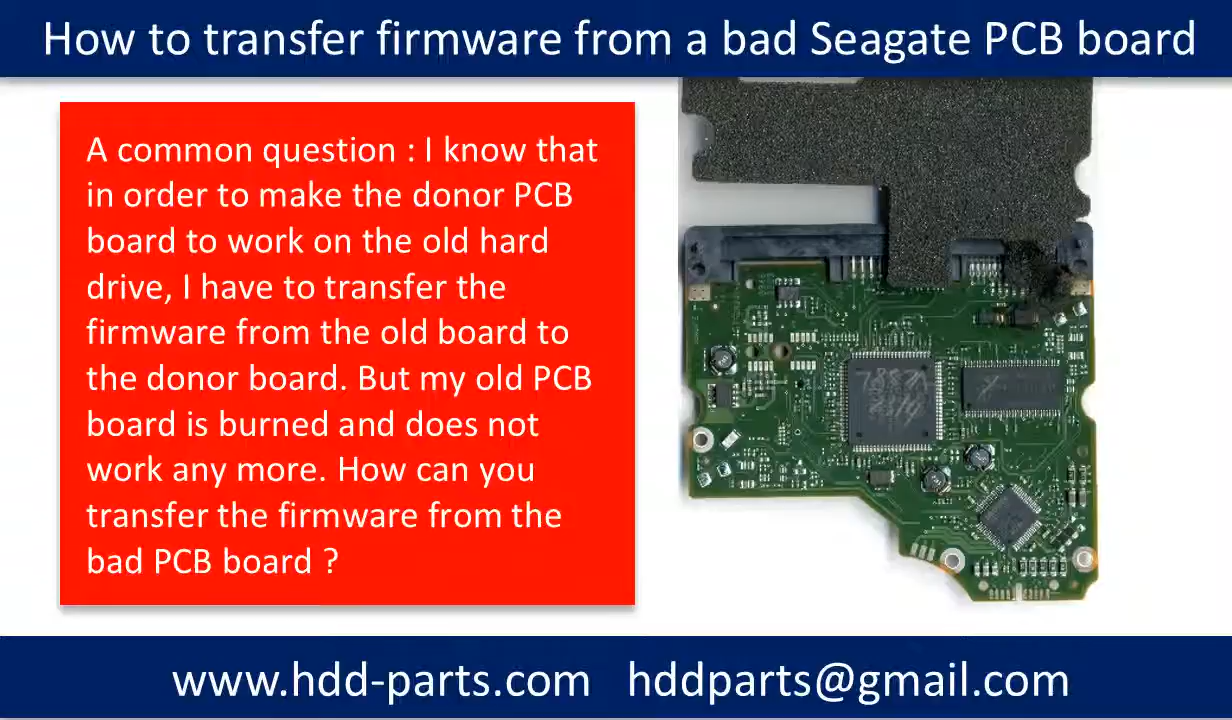 How to transfer firmware from a bad Seagate PCB board
A common question : I know that
in order to make the donor PCB
board to work on the old hard
drive, I have to transfer the
firmware from the old board to
the donor board. But my old PCB
board is burned and does not
work any more. How can you
transfer the firmware from the
bad PCB board ?
www.hdd-parts.com hddparts@gmail.com